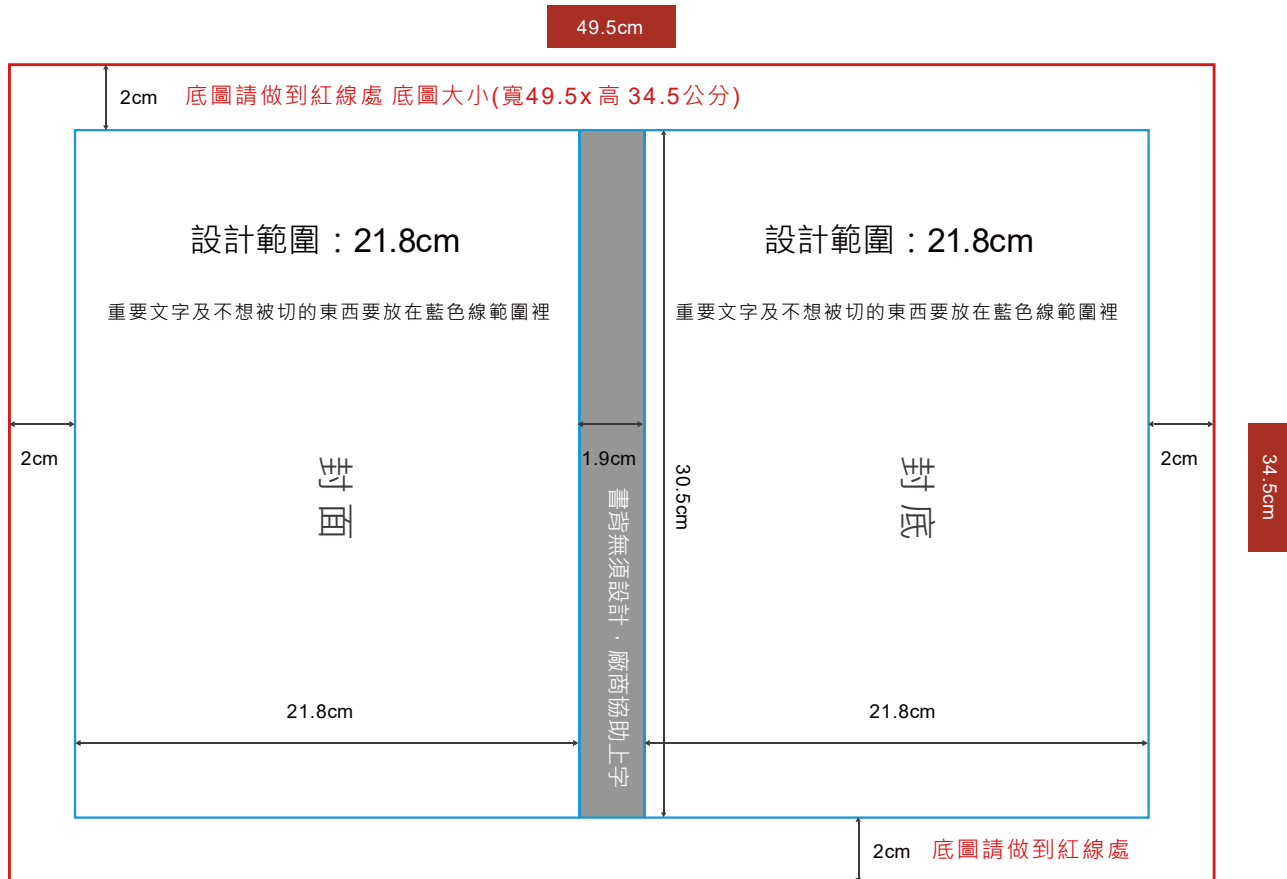 49.5cm
2cm 底圖請做到紅線處 底圖大小(寬49.5x 高 34.5公分)
設計範圍：21.8cm
重要文字及不想被切的東西要放在藍色線範圍裡
設計範圍：21.8cm
重要文字及不想被切的東西要放在藍色線範圍裡
2cm
封面
1.9cm
書背無須設計，廠商協助上字
30.5cm
封底
2cm
34.5cm
21.8cm
21.8cm
2cm 底圖請做到紅線處